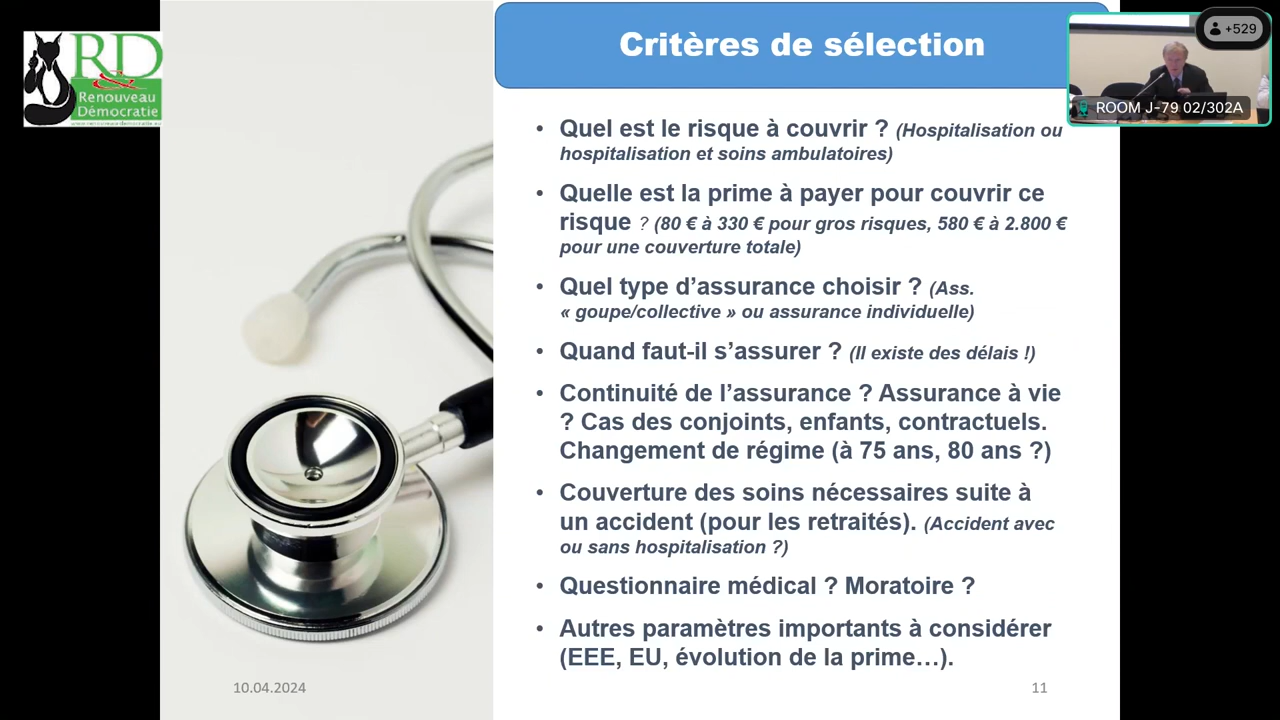 RD
&
Renouveau
Démocratie
Critères de sélection
+529
ROOM J-79 02/302A
• Quel est le risque à couvrir ? (Hospitalisation ou
hospitalisation et soins ambulatoires)
• Quelle est la prime à payer pour couvrir ce
risque ? (80 € à 330 € pour gros risques, 580 € à 2.800 €
pour une couverture totale)
• Quel type d’assurance choisir ? (Ass.
« goupe/collective » ou assurance individuelle)
• Quand faut-il s’assurer ? (Il existe des délais !)
• Continuité de l’assurance ? Assurance à vie
? Cas des conjoints, enfants, contractuels.
Changement de régime (à 75 ans, 80 ans ?)
• Couverture des soins nécessaires suite à
un accident (pour les retraités). (Accident avec
ou sans hospitalisation ?)
• Questionnaire médical ? Moratoire ?
• Autres paramètres importants à considérer
(EEE, EU, évolution de la prime…).
10.04.2024
11